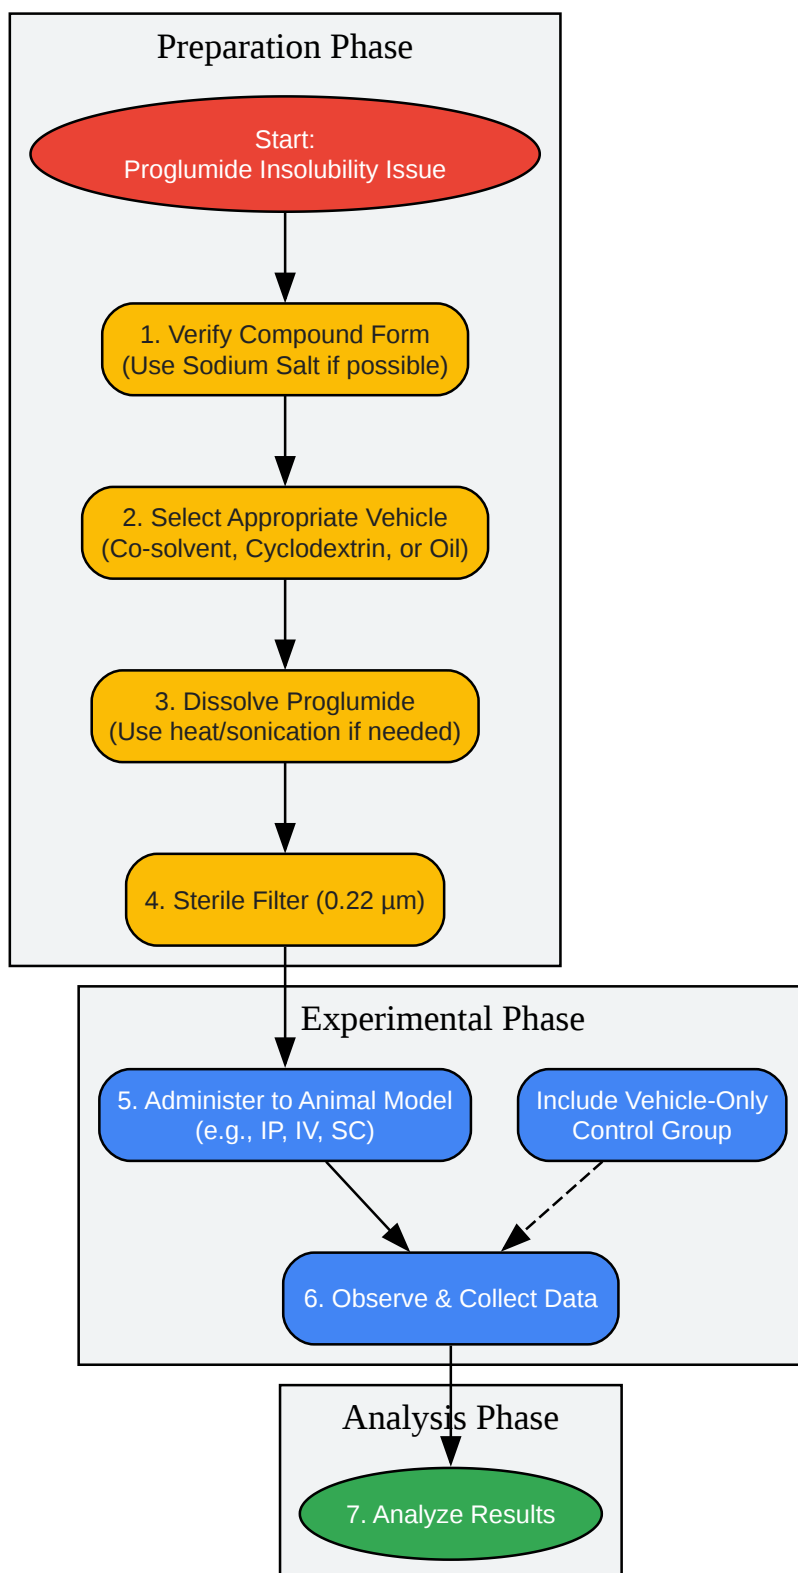 Preparation Phase
Start:
Proglumide Insolubility Issue
1. Verify Compound Form
(Use Sodium Salt if possible)
2. Select Appropriate Vehicle
(Co-solvent, Cyclodextrin, or Oil)
3. Dissolve Proglumide
(Use heat/sonication if needed)
4. Sterile Filter (0.22 µm)
Experimental Phase
5. Administer to Animal Model
(e.g., IP, IV, SC)
Include Vehicle-Only
Control Group
6. Observe & Collect Data
Analysis Phase
7. Analyze Results